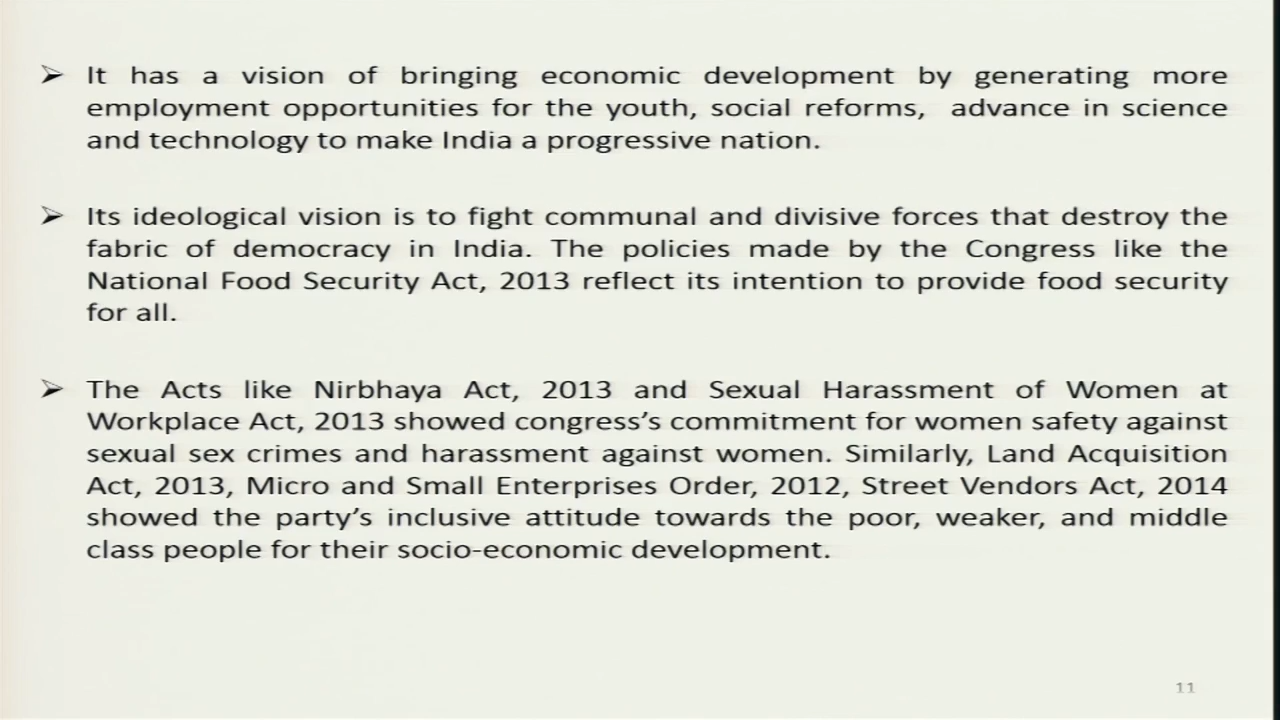 ➢ It has a vision of bringing economic development by generating more
employment opportunities for the youth, social reforms, advance in science
and technology to make India a progressive nation.
➢ Its ideological vision is to fight communal and divisive forces that destroy the
fabric of democracy in India. The policies made by the Congress like the
National Food Security Act, 2013 reflect its intention to provide food security
for all.
➢ The Acts like Nirbhaya Act, 2013 and Sexual Harassment of Women at
Workplace Act, 2013 showed congress’s commitment for women safety against
sexual sex crimes and harassment against women. Similarly, Land Acquisition
Act, 2013, Micro and Small Enterprises Order, 2012, Street Vendors Act, 2014
showed the party’s inclusive attitude towards the poor, weaker, and middle
class people for their socio-economic development.
11